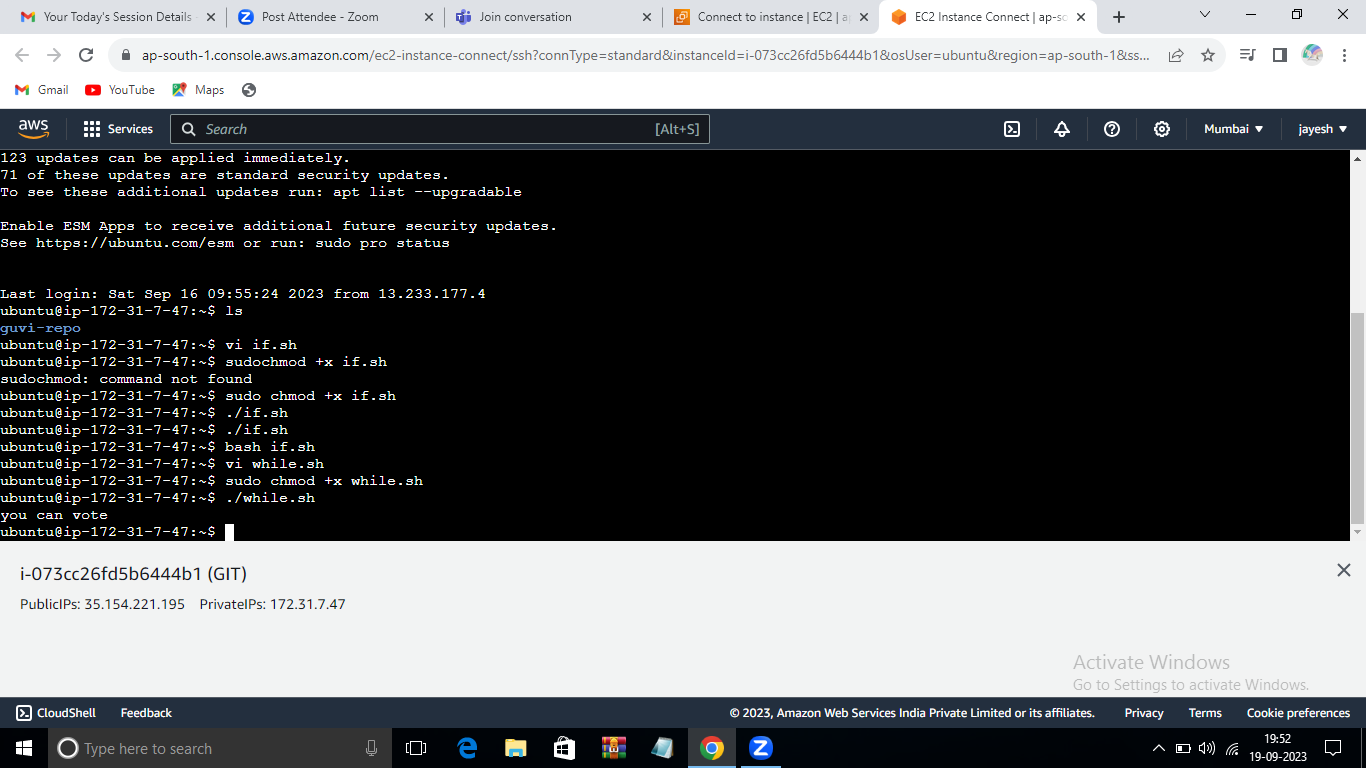 Your Today's Session Details
Post Attendee - Zoom
Join conversation
Connect to instance | EC2 | a
EC2 Instance Connect | ap-so
ap-south-1.console.aws.amazon.com/ec2-instance-connect/ssh?connType=standard&instanceId=i-073cc26fd5b6444b1&osUser=ubuntu&region=ap-south-1&ss...
Gmail
YouTube
Maps
aws
Services
Search
[Alt+S]
Mumbai
jayesh
123 updates can be applied immediately.
71 of these updates are standard security updates.
To see these additional updates run: apt list --upgradable
Enable ESM Apps to receive additional future security updates.
See https://ubuntu.com/esm or run: sudo pro status
Last login: Sat Sep 16 09:55:24 2023 from 13.233.177.4
ubuntu@ip-172-31-7-47:~$ ls
guvi-repo
ubuntu@ip-172-31-7-47:~$ vi if.sh
ubuntu@ip-172-31-7-47:~$ sudochmod +x if.sh
sudochmod: command not found
ubuntu@ip-172-31-7-47:~$ sudo chmod +x if.sh
ubuntu@ip-172-31-7-47:~$ ./if.sh
ubuntu@ip-172-31-7-47:~$ ./if.sh
ubuntu@ip-172-31-7-47:~$ bash if.sh
ubuntu@ip-172-31-7-47:~$ vi while.sh
ubuntu@ip-172-31-7-47:~$ sudo chmod +x while.sh
ubuntu@ip-172-31-7-47:~$ ./while.sh
you can vote
ubuntu@ip-172-31-7-47:~$
i-073cc26fd5b6444b1 (GIT)
PublicIPs: 35.154.221.195 PrivateIPs: 172.31.7.47
Activate Windows
Go to Settings to activate Windows.
CloudShell
Feedback
© 2023, Amazon Web Services India Private Limited or its affiliates.
Privacy
Terms
Cookie preferences
Type here to search
19:52
19-09-2023